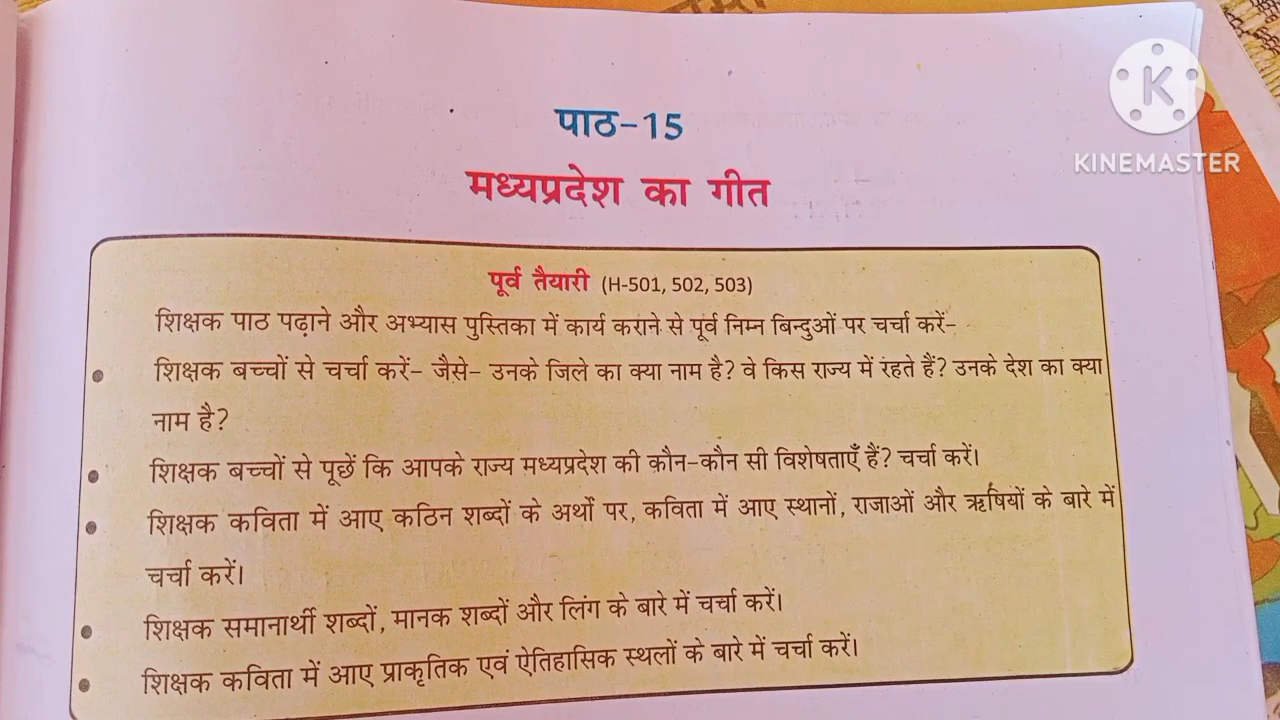 पाठ-15
मध्यप्रदेश का गीत
पूर्व तैयारी (H-501, 502, 503)
शिक्षक पाठ पढ़ाने और अभ्यास पुस्तिका में कार्य कराने से पूर्व निम्न बिन्दुओं पर चर्चा करें-
• शिक्षक बच्चों से चर्चा करें- जैसे- उनके जिले का क्या नाम है? वे किस राज्य में रहते हैं? उनके देश का क्या
नाम है?
• शिक्षक बच्चों से पूछें कि आपके राज्य मध्यप्रदेश की कौन-कौन सी विशेषताएँ हैं? चर्चा करें।
• शिक्षक कविता में आए कठिन शब्दों के अर्थो पर, कविता में आए स्थानों, राजाओं और ऋषियों के बारे में
चर्चा करें।
• शिक्षक समानार्थी शब्दों, मानक शब्दों और लिंग के बारे में चर्चा करें।
• शिक्षक कविता में आए प्राकृतिक एवं ऐतिहासिक स्थलों के बारे में चर्चा करें।
K
KINEMASTER